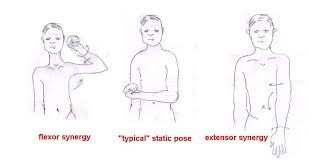 flexor synergy
"typical" static pose
extensor synergy